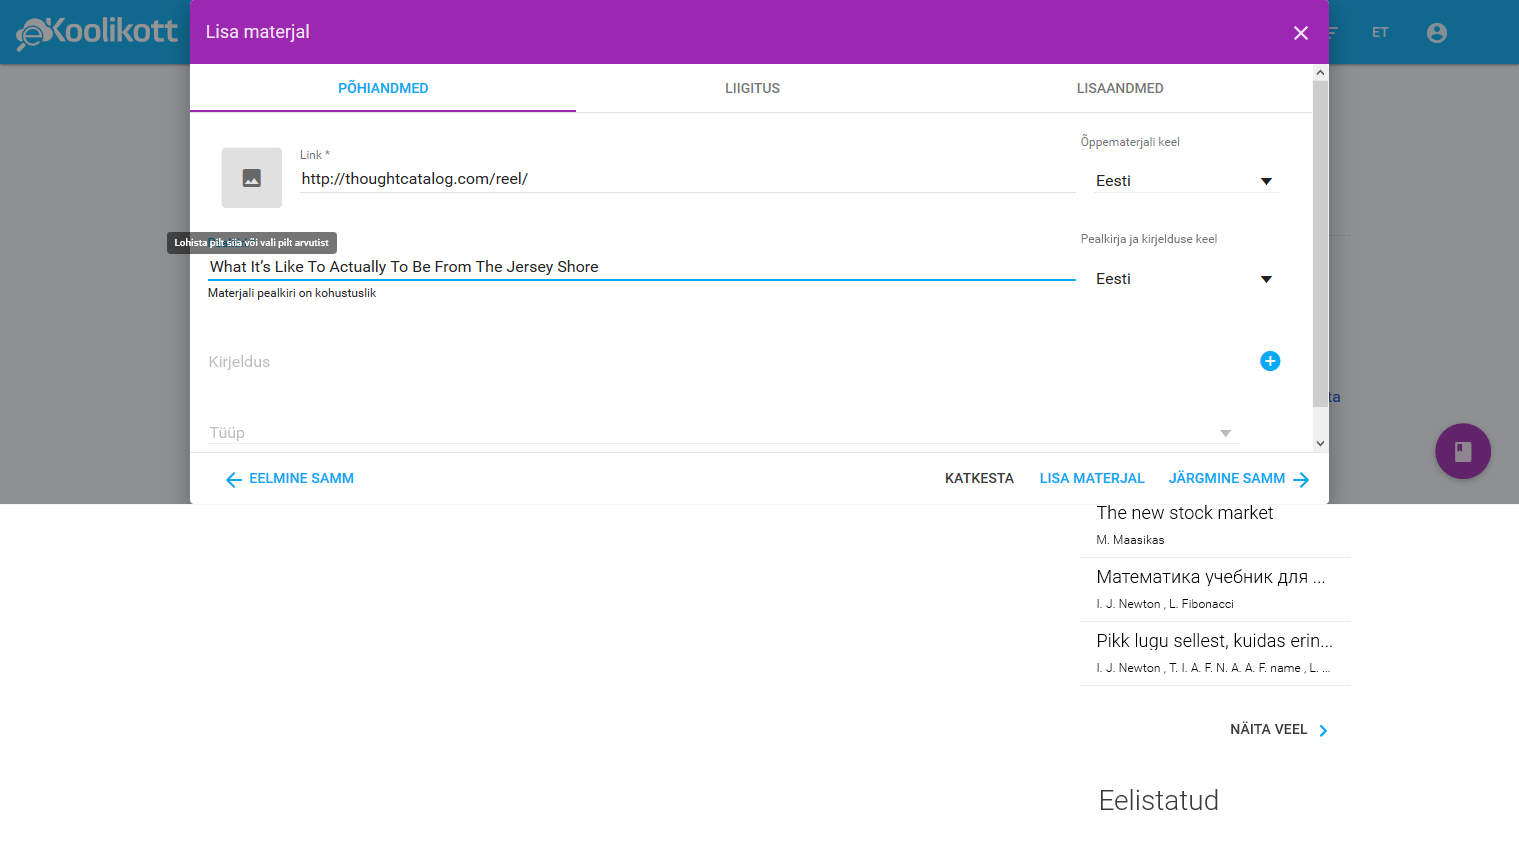 eKoolikott
Lisa materjal
ET
PÕHIANDMED
LIIGITUS
LISAANDMED
Link *
http://thoughtcatalog.com/reel/
Õppematerjali keel
Eesti
Lohista pilt siia või vali pilt arvutist
Pealkirja ja kirjelduse keel
What It’s Like To Actually To Be From The Jersey Shore
Eesti
Materjali pealkiri on kohustuslik
Kirjeldus
ta
Tüüp
EELMINE SAMM
KATKESTA
LISA MATERJAL
JÄRGMINE SAMM
The new stock market
M. Maasikas
Математика учебник для ...
I. J. Newton , L. Fibonacci
Pikk lugu sellest, kuidas erin...
I. J. Newton , T. I. A. F. N. A. A. F. name , L. ...
NÄITA VEEL
Eelistatud